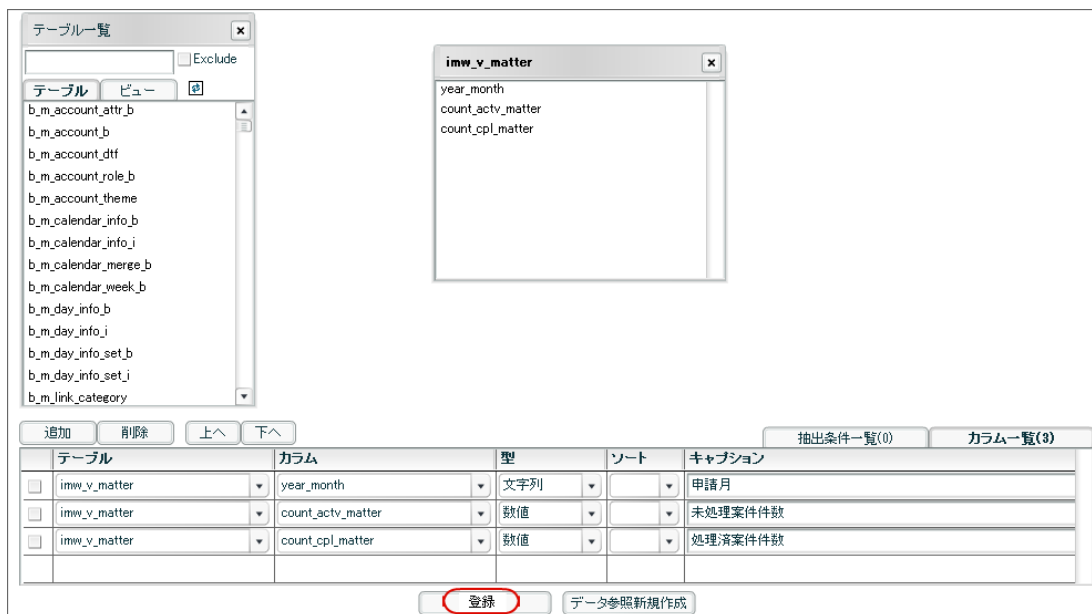 テーブル一覧
Exclude
テーブル ビュー
b_m_account_attr_b
b_m_account_b
b_m_account_dtf
b_m_account_role_b
b_m_account_theme
b_m_calendar_info_b
b_m_calendar_info_i
b_m_calendar_merge_b
b_m_calendar_week_b
b_m_day_info_b
b_m_day_info_i
b_m_day_info_set_b
b_m_day_info_set_i
b_m_link_category
imw_v_matter
year_month
count_actv_matter
count_cpl_matter
追加 削除 上へ 下へ 抽出条件一覧(0) カラム一覧(3)
テーブル カラム 型 ソート キャプション
imw_v_matter year_month 文字列 申請月
imw_v_matter count_actv_matter 数値 未処理案件件数
imw_v_matter count_cpl_matter 数値 処理済案件件数
登録 データ参照新規作成